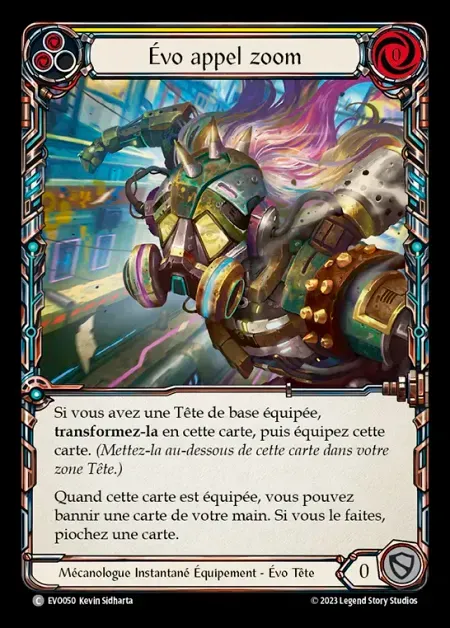 Évo appel zoom
0
Si vous avez une Tête de base équipée,
transformez-la en cette carte, puis équipez cette
carte. (Mettez-la au-dessous de cette carte dans votre
zone Tête.)
Quand cette carte est équipée, vous pouvez
bannir une carte de votre main. Si vous le faites,
piochez une carte.
Mécanologue Instantané Équipement - Évo Tête
0
C EVO050 Kevin Sidharta
© 2023 Legend Story Studios